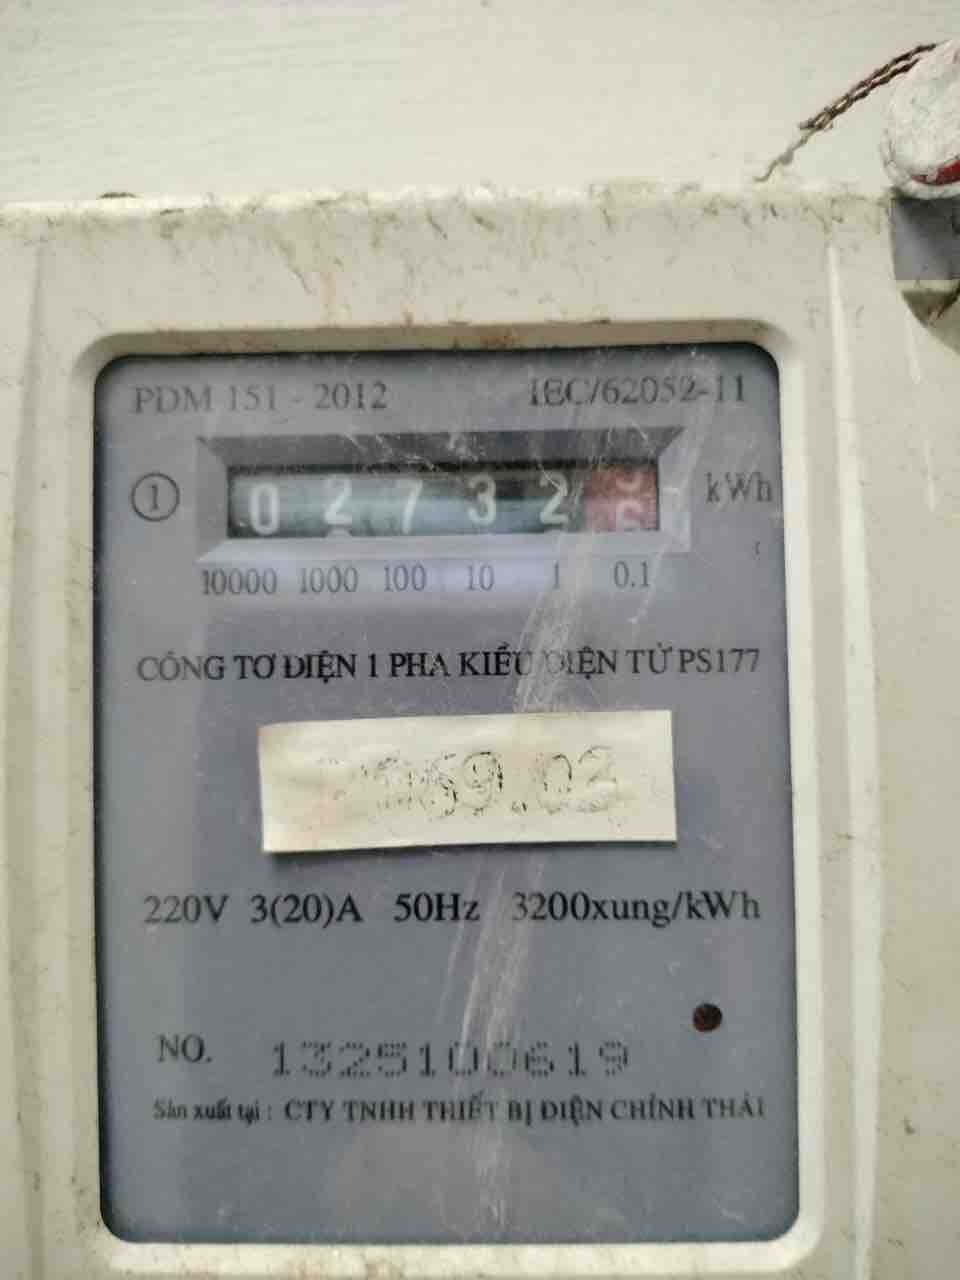 PDM 151 - 2012 IEC/62052-11
1 0 2 7 3 2 kWh
10000 1000 100 10 1 0.1
CÔNG TƠ ĐIỆN 1 PHA KIỂU ĐIỆN TỬ PS177
220V 3(20)A 50Hz 3200xung/kWh
NO. 1325100619
Sản xuất tại : CTY TNHH THIẾT BỊ ĐIỆN CHÍNH THÁI